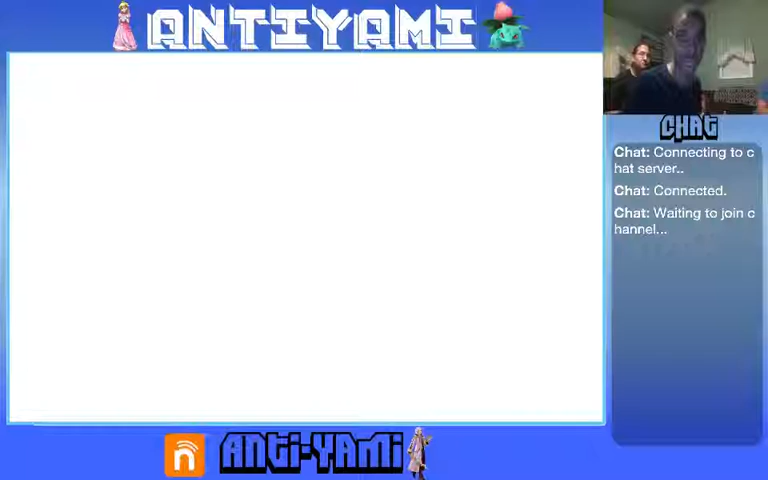 ANTIYAMI
CHAT
Chat: Connecting to c
hat server..
Chat: Connected.
Chat: Waiting to join c
hannel...
n ANTI-YAMI